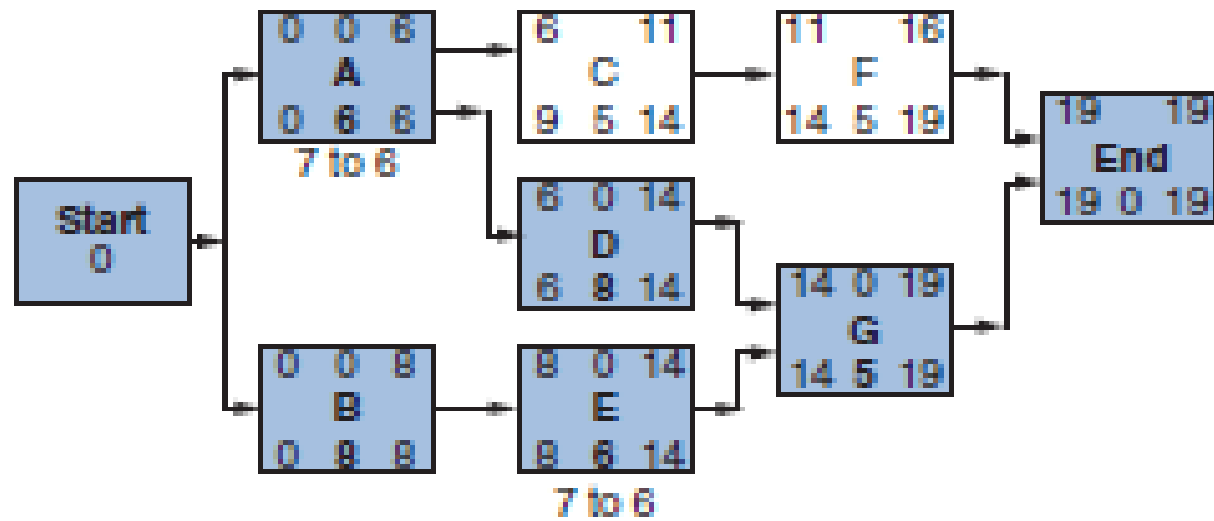 Start
0
0 0 6
A
0 6 6
7 to 6
0 0 8
B
0 8 8
6 11
C
9 5 14
6 0 14
D
6 8 14
8 0 14
E
8 6 14
7 to 6
11 16
F
14 5 19
14 0 19
G
14 5 19
19 19
End
19 0 19